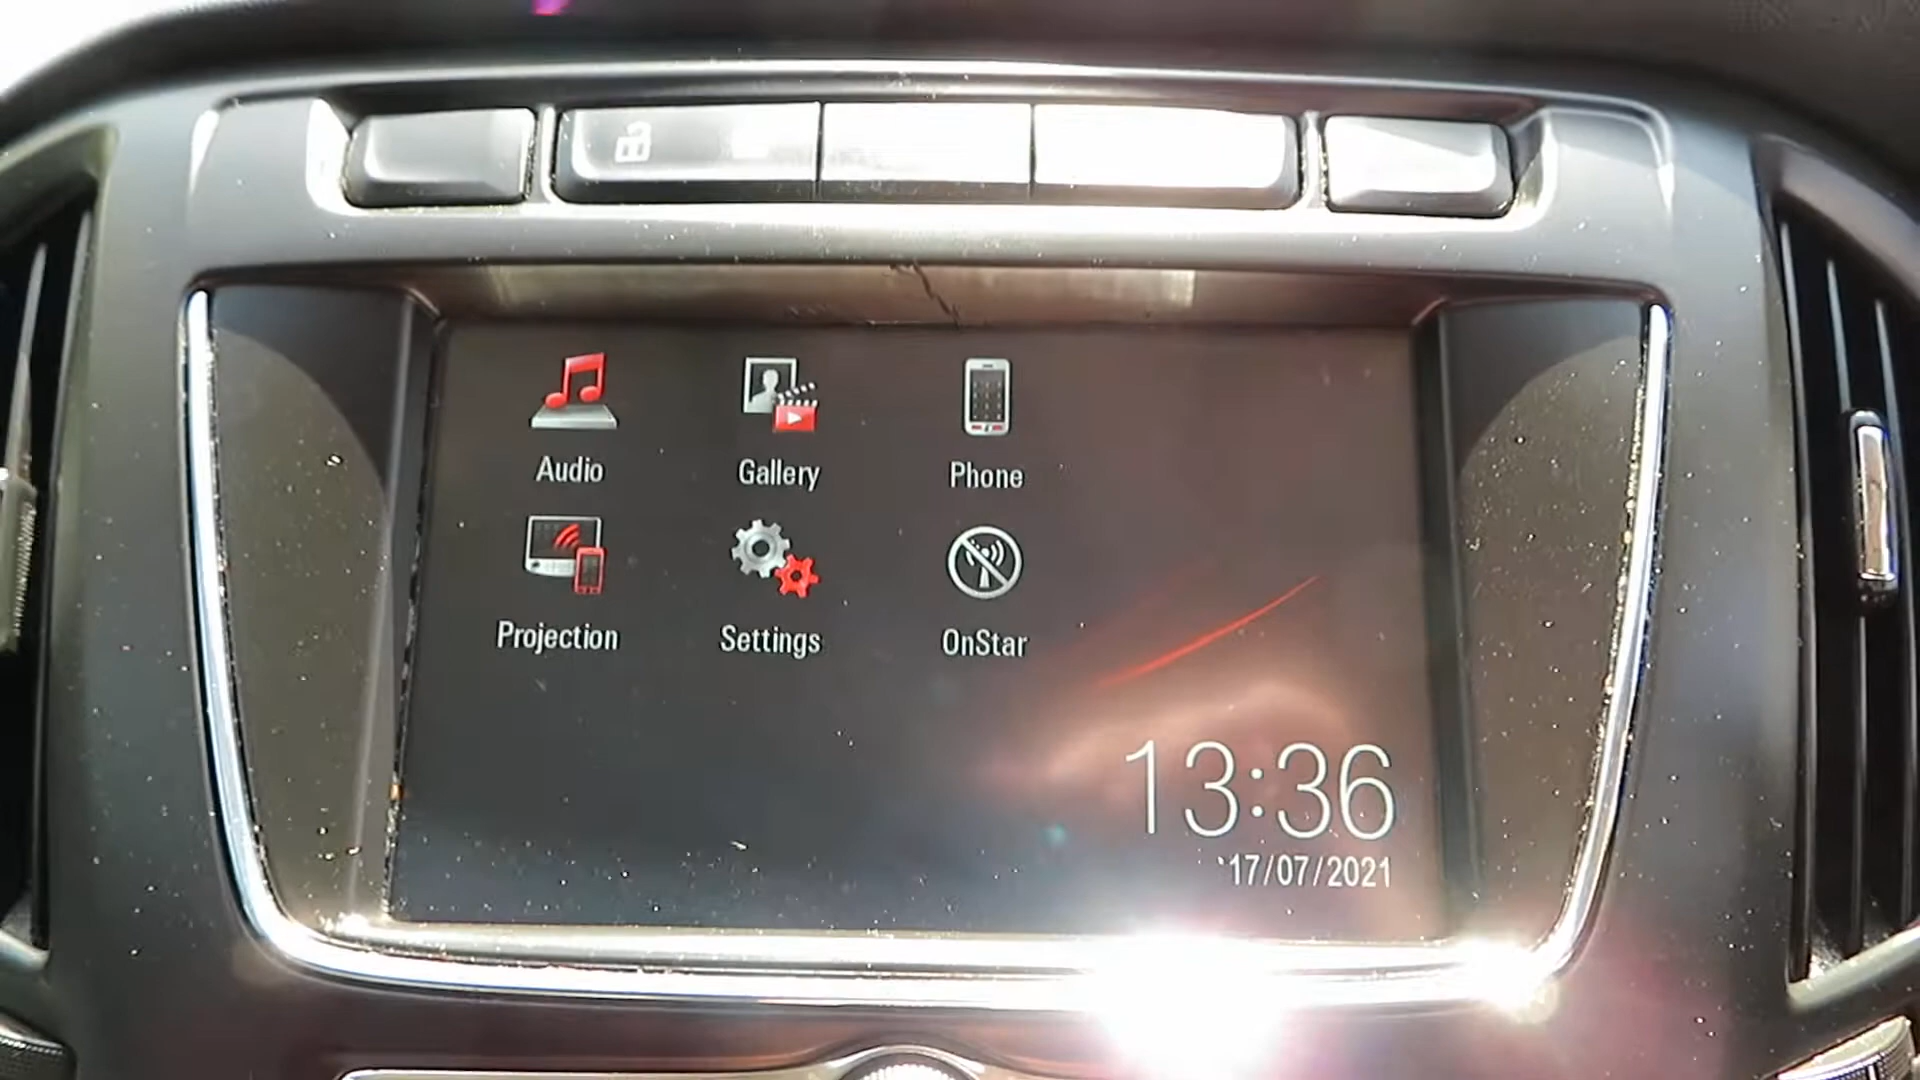 Audio
Gallery
Phone
Projection
Settings
OnStar
13:36
17/07/2021